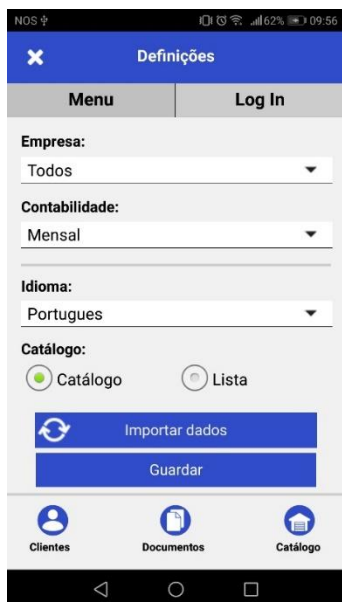 NOS 62% 09:56
Definições
Menu Log In
Empresa:
Todos
Contabilidade:
Mensal
Idioma:
Portugues
Catálogo:
Catálogo Lista
Importar dados
Guardar
Clientes Documentos Catálogo